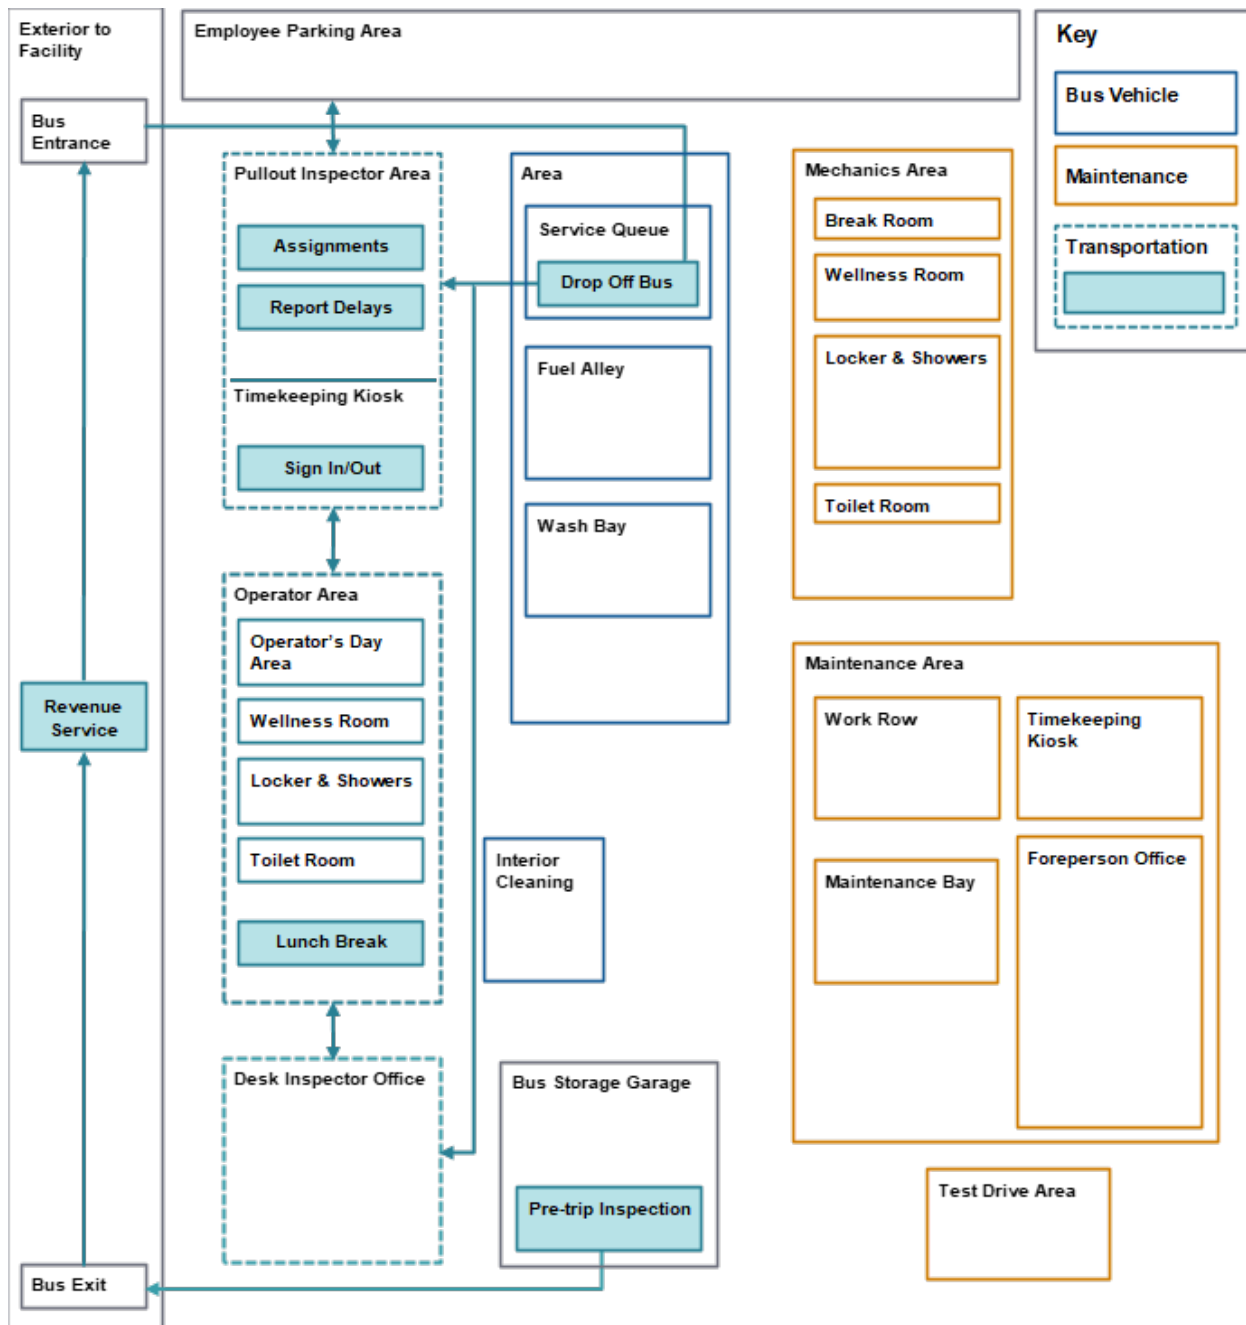 Exterior to
Facility
Bus
Entrance
Revenue
Service
Bus Exit
Employee Parking Area
Pullout Inspector Area
Assignments
Report Delays
Timekeeping Kiosk
Sign In/Out
Operator Area
Operator’s Day
Area
Wellness Room
Locker & Showers
Toilet Room
Lunch Break
Desk Inspector Office
Area
Service Queue
Drop Off Bus
Fuel Alley
Wash Bay
Interior
Cleaning
Bus Storage Garage
Pre-trip Inspection
Mechanics Area
Break Room
Wellness Room
Locker & Showers
Toilet Room
Maintenance Area
Work Row
Timekeeping
Kiosk
Maintenance Bay
Foreperson Office
Test Drive Area
Key
Bus Vehicle
Maintenance
Transportation